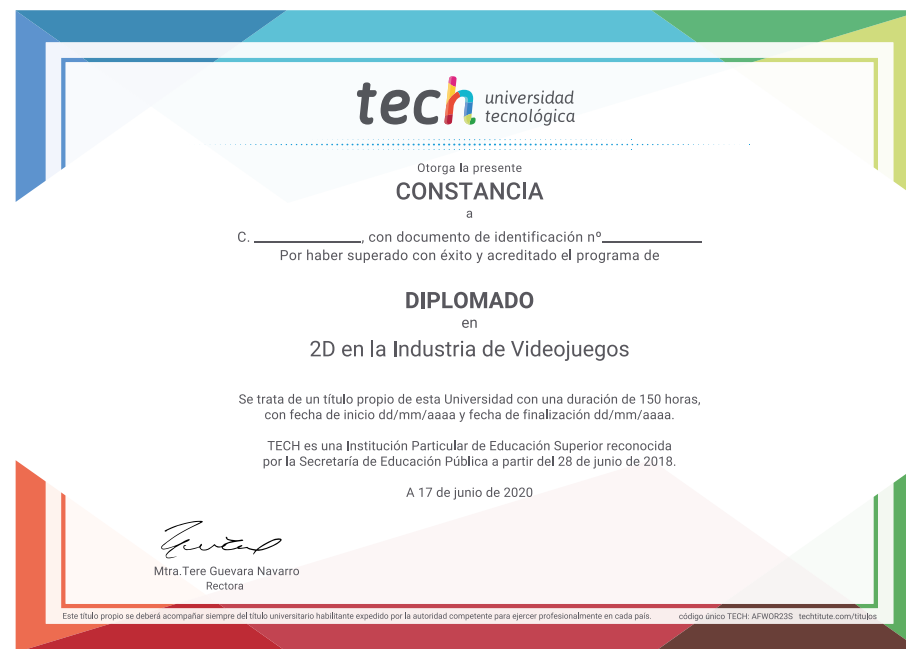 tech universidad
tecnológica
Otorga la presente
CONSTANCIA
a
C. ____________, con documento de identificación nº____________
Por haber superado con éxito y acreditado el programa de
DIPLOMADO
en
2D en la Industria de Videojuegos
Se trata de un título propio de esta Universidad con una duración de 150 horas,
con fecha de inicio dd/mm/aaaa y fecha de finalización dd/mm/aaaa.
TECH es una Institución Particular de Educación Superior reconocida
por la Secretaría de Educación Pública a partir del 28 de junio de 2018.
A 17 de junio de 2020
Mtra.Tere Guevara Navarro
Rectora
Este título propio se deberá acompañar siempre del título universitario habilitante expedido por la autoridad competente para ejercer profesionalmente en cada país. código único TECH: AFWOR23S techtitute.com/titulos